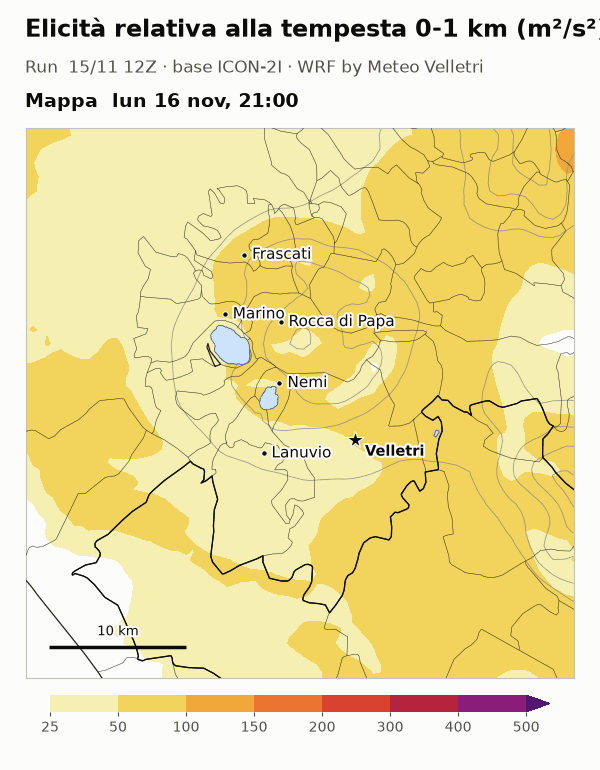 Elicità relativa alla tempesta 0-1 km (m²/s²)
Run 15/11 12Z · base ICON-2I · WRF by Meteo Velletri
Mappa lun 16 nov, 21:00
Frascati
Marino
Rocca di Papa
Nemi
Velletri
Lanuvio
10 km
25 50 100 150 200 300 400 500